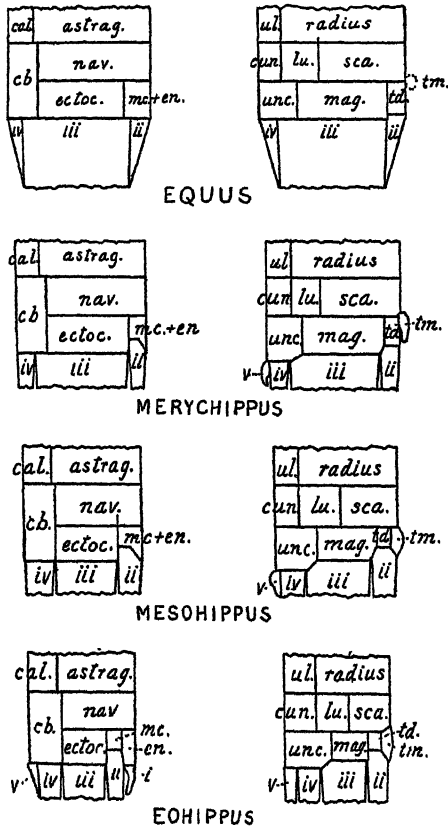 cal. astrag. ul. radius
nav. cun. lu. sca.
cb tm.
ectoc. mc+en. unc. mag. td.
iv iii ii iv iii ii
EQUUS
cal. astrag. ul radius
nav. cun lu. sca.
cb
ectoc. mc.+en unc. mag. td. tm.
iv iii ii v iv iii ii
MERYCHIPPUS
cal. astrag. ul. radius
nav. cun lu. sca.
cb.
ectoc. mc+en. unc. mag. td tm.
iv iii ii v iv iii ii
MESOHIPPUS
cal. astrag. ul. radius
nav cun. lu. sca.
cb. mc. td.
ectoc. en. unc. mag. tm.
v iv iii ii i v iv iii ii
EOHIPPUS